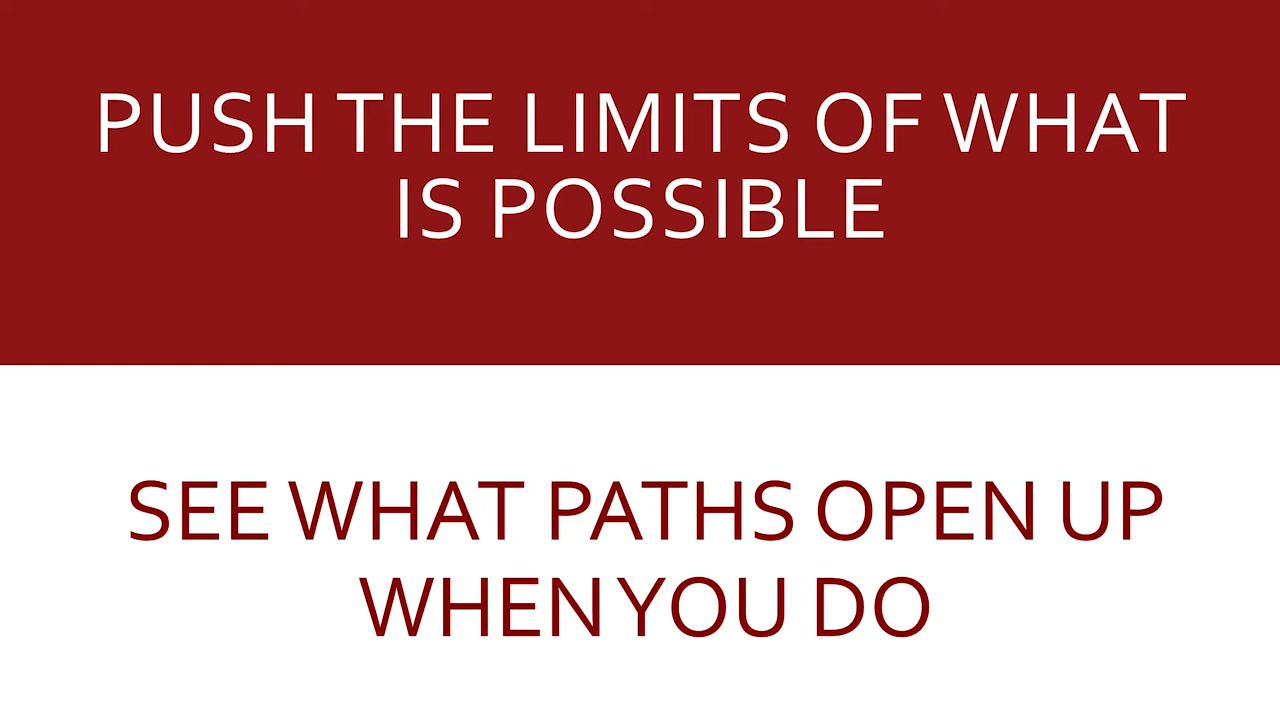 PUSH THE LIMITS OF WHAT
IS POSSIBLE
SEE WHAT PATHS OPEN UP
WHEN YOU DO